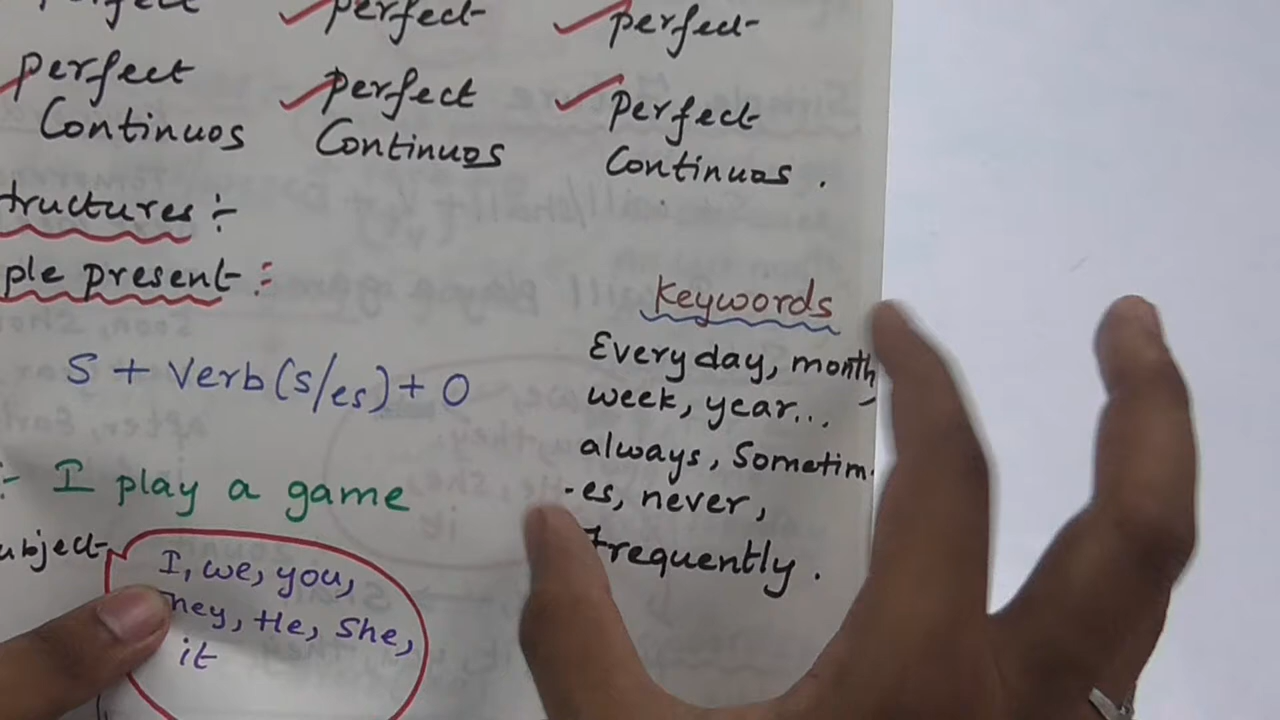 perfect perfect
perfect perfect perfect
Continuos Continuos Continuos.
tructures :-
ple present :-
Keywords
Everyday, month
week, year...
S + Verb(s/es) + O
always, Sometim
-es, never,
:- I play a game
frequently.
ubject
I, we, you,
They, He, She,
it